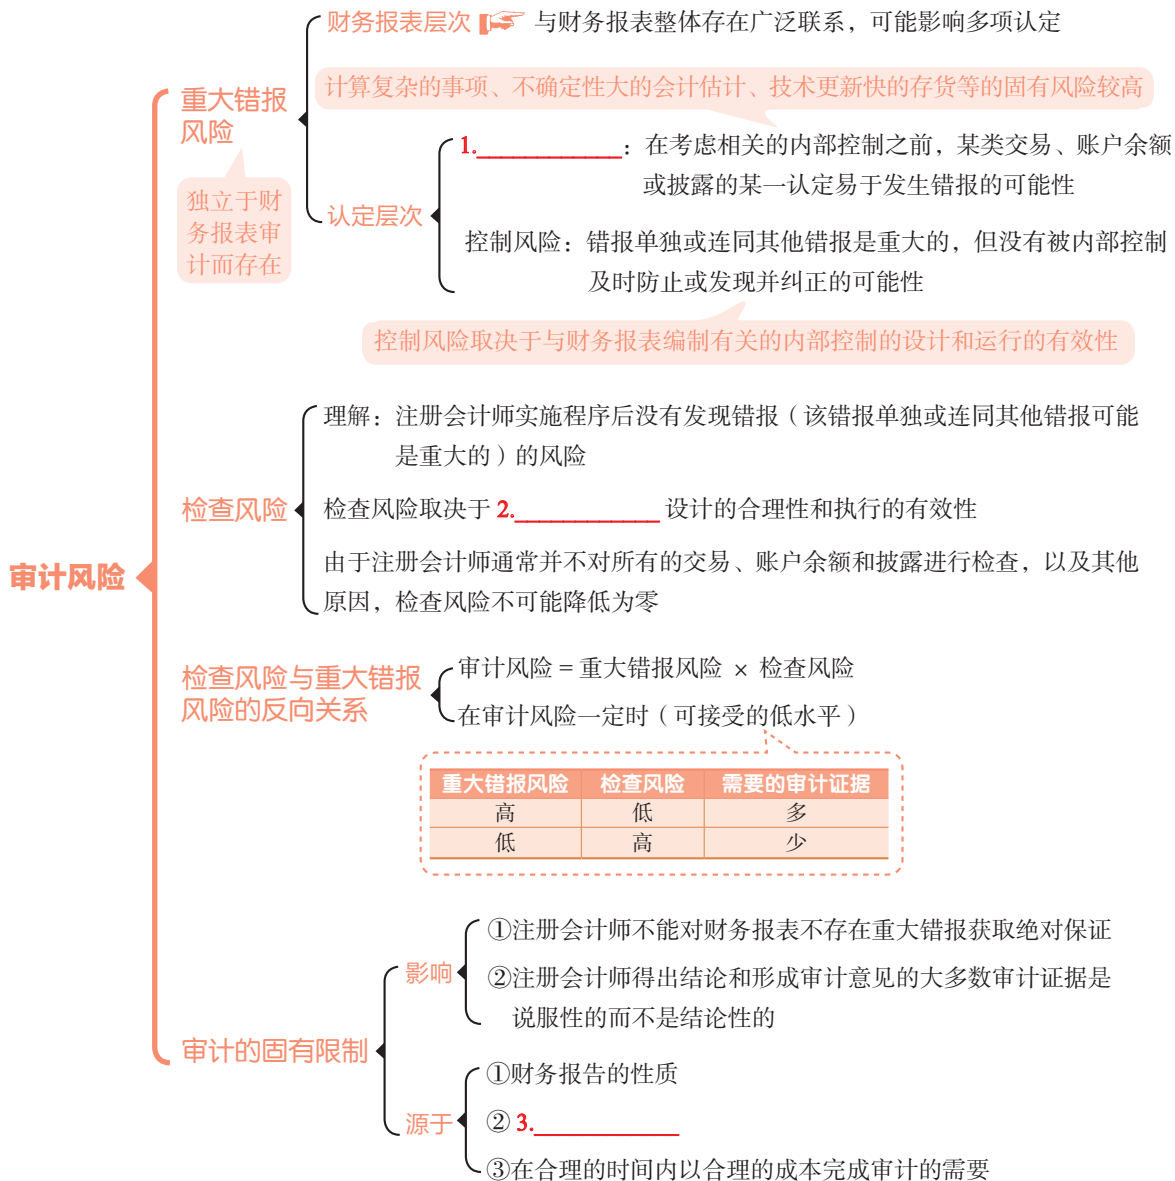 财务报表层次 与财务报表整体存在广泛联系，可能影响多项认定
计算复杂的事项、不确定性大的会计估计、技术更新快的存货等的固有风险较高
重大错报
风险
1.____________：在考虑相关的内部控制之前，某类交易、账户余额
或披露的某一认定易于发生错报的可能性
独立于财
务报表审
计而存在
认定层次
控制风险：错报单独或连同其他错报是重大的，但没有被内部控制
及时防止或发现并纠正的可能性
控制风险取决于与财务报表编制有关的内部控制的设计和运行的有效性
理解：注册会计师实施程序后没有发现错报（该错报单独或连同其他错报可能
是重大的）的风险
检查风险
检查风险取决于 2.____________ 设计的合理性和执行的有效性
由于注册会计师通常并不对所有的交易、账户余额和披露进行检查，以及其他
原因，检查风险不可能降低为零
审计风险
检查风险与重大错报
风险的反向关系
审计风险 = 重大错报风险 × 检查风险
在审计风险一定时（可接受的低水平）
重大错报风险 检查风险 需要的审计证据
高 低 多
低 高 少
审计的固有限制
影响
①注册会计师不能对财务报表不存在重大错报获取绝对保证
②注册会计师得出结论和形成审计意见的大多数审计证据是
说服性的而不是结论性的
源于
①财务报告的性质
② 3.____________
③在合理的时间内以合理的成本完成审计的需要